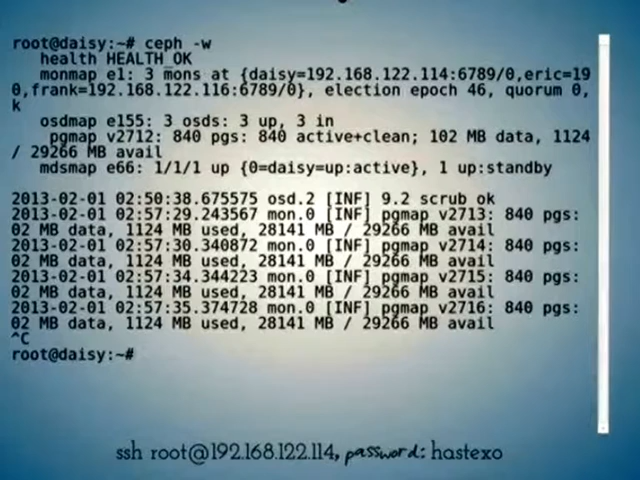 root@daisy:~# ceph -w
health HEALTH_OK
monmap e1: 3 mons at {daisy=192.168.122.114:6789/0,eric=19
0,frank=192.168.122.116:6789/0}, election epoch 46, quorum 0,
k
osdmap e155: 3 osds: 3 up, 3 in
pgmap v2712: 840 pgs: 840 active+clean; 102 MB data, 1124
/ 29266 MB avail
mdsmap e66: 1/1/1 up {0=daisy=up:active}, 1 up:standby
2013-02-01 02:50:38.675575 osd.2 [INF] 9.2 scrub ok
2013-02-01 02:57:29.243567 mon.0 [INF] pgmap v2713: 840 pgs:
02 MB data, 1124 MB used, 28141 MB / 29266 MB avail
2013-02-01 02:57:30.340872 mon.0 [INF] pgmap v2714: 840 pgs:
02 MB data, 1124 MB used, 28141 MB / 29266 MB avail
2013-02-01 02:57:34.344223 mon.0 [INF] pgmap v2715: 840 pgs:
02 MB data, 1124 MB used, 28141 MB / 29266 MB avail
2013-02-01 02:57:35.374728 mon.0 [INF] pgmap v2716: 840 pgs:
02 MB data, 1124 MB used, 28141 MB / 29266 MB avail
^C
root@daisy:~#
ssh root@192.168.122.114, password: hastexo